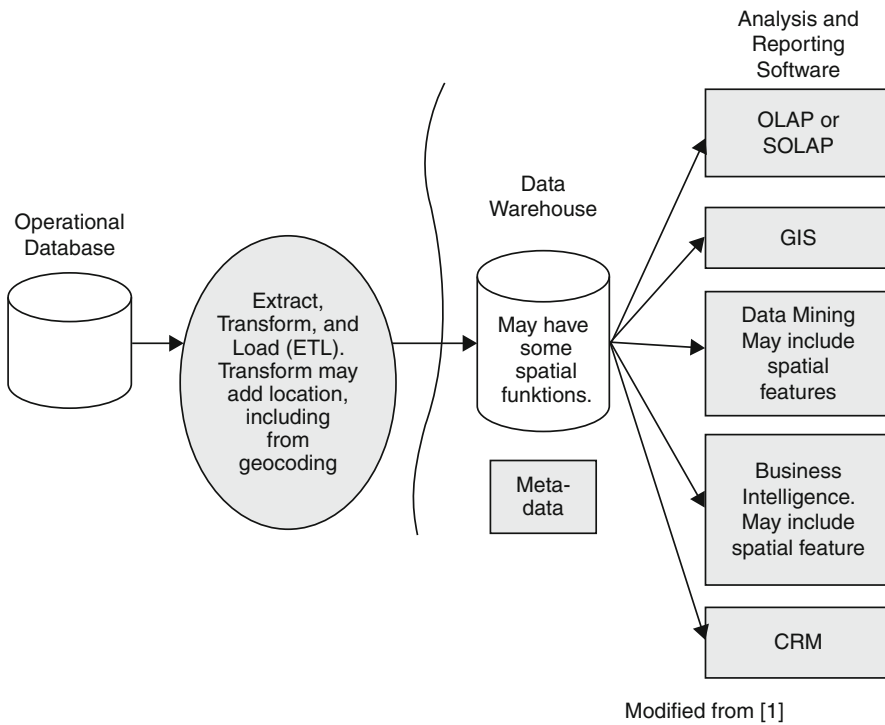 Operational
Database
Extract,
Transform, and
Load (ETL).
Transform may
add location,
including
from
geocoding
Data
Warehouse
May have
some
spatial
funktions.
Meta-
data
Analysis and
Reporting
Software
OLAP or
SOLAP
GIS
Data Mining
May include
spatial
features
Business
Intelligence.
May include
spatial feature
CRM
Modified from [1]